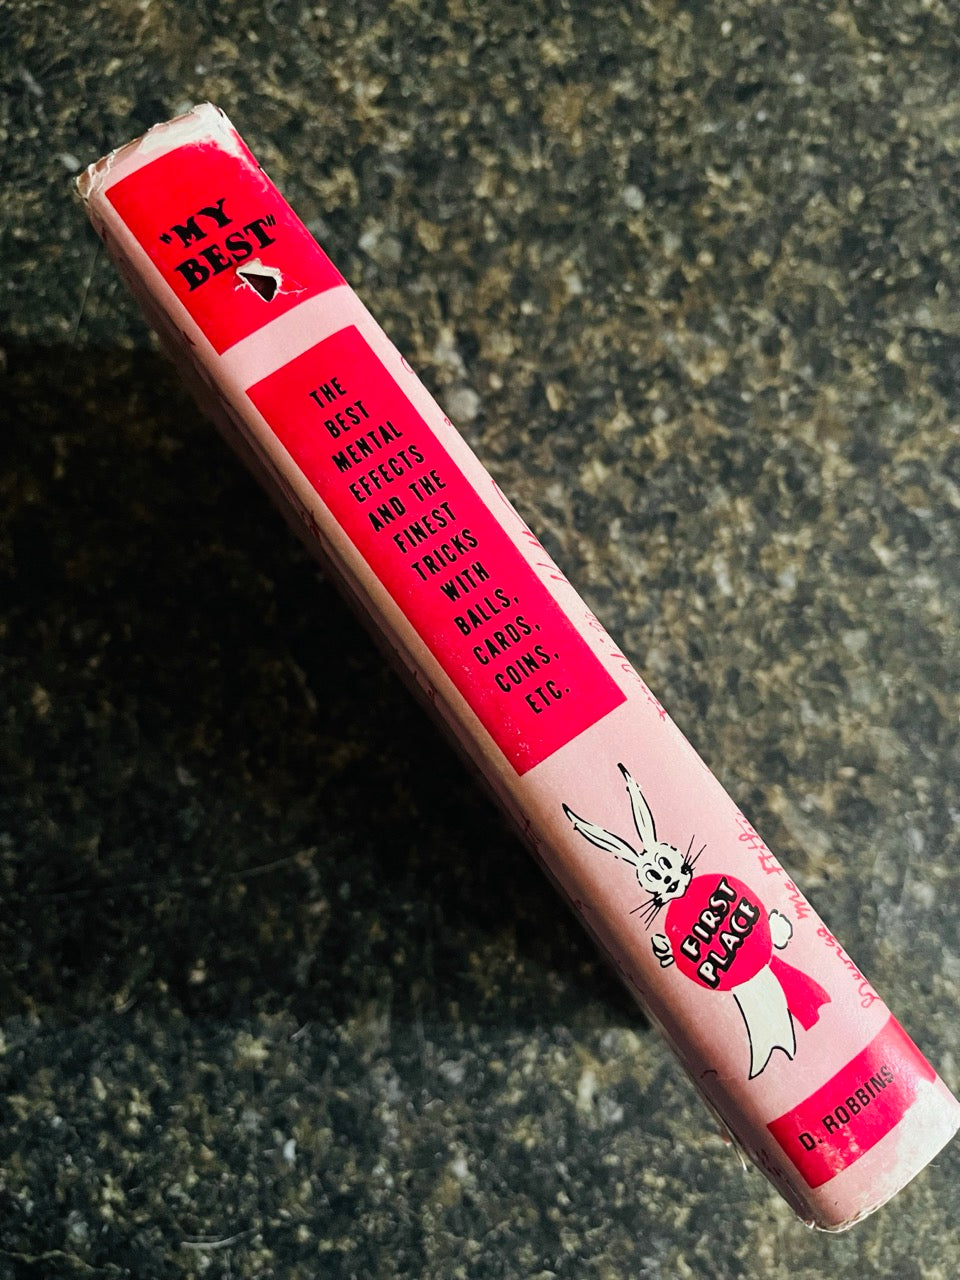 "MY
BEST"
THE
BEST
MENTAL
EFFECTS
AND THE
FINEST
TRICKS
WITH
BALLS,
CARDS,
COINS,
ETC.
FIRST
PLACE
D. ROBBINS